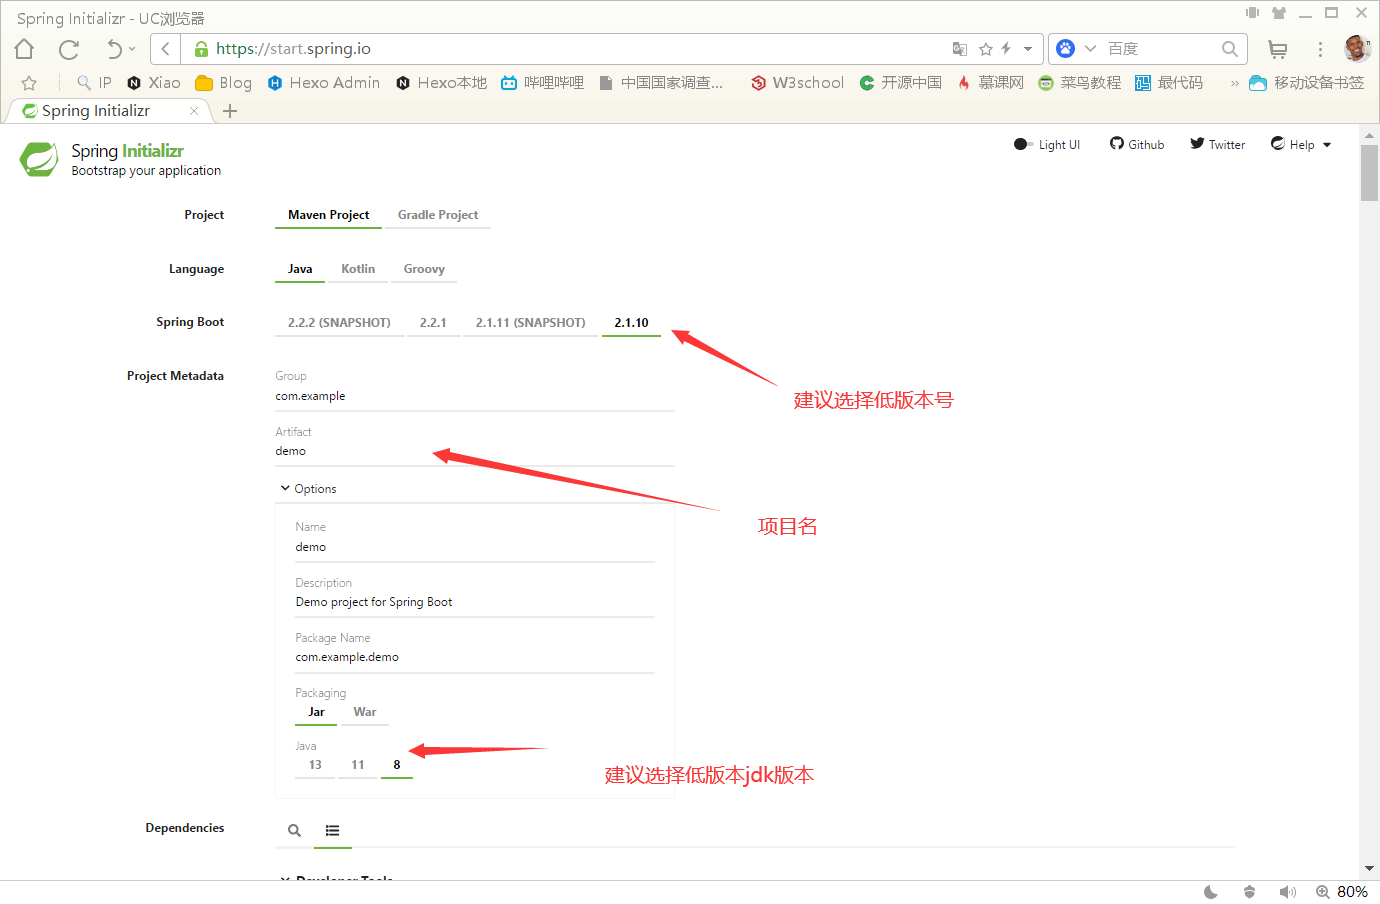 Spring Initializr - UC浏览器
https://start.spring.io
百度
IP
Xiao
Blog
Hexo Admin
Hexo本地
哔哩哔哩
中国国家调查...
W3school
开源中国
慕课网
菜鸟教程
最代码
»
移动设备书签
Spring Initializr
Spring Initializr
Bootstrap your application
Light UI
Github
Twitter
Help
Project
Maven Project
Gradle Project
Language
Java
Kotlin
Groovy
Spring Boot
2.2.2 (SNAPSHOT)
2.2.1
2.1.11 (SNAPSHOT)
2.1.10
建议选择低版本号
Project Metadata
Group
com.example
Artifact
demo
项目名
Options
Name
demo
Description
Demo project for Spring Boot
Package Name
com.example.demo
Packaging
Jar
War
Java
13
11
8
建议选择低版本jdk版本
Dependencies
Developer Tools
80%